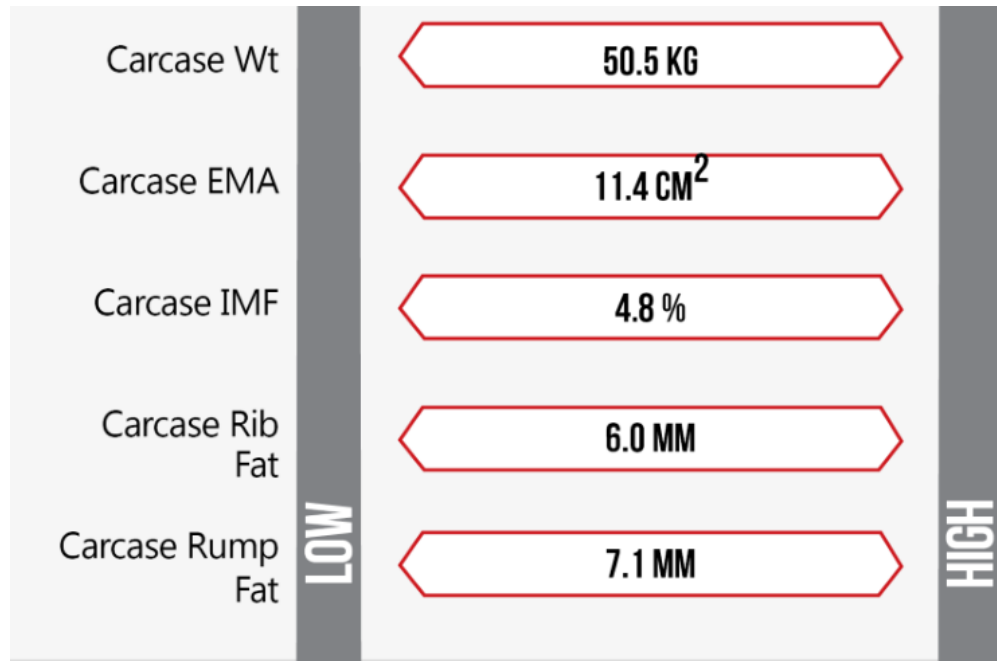 Carcase Wt
50.5 KG
Carcase EMA
11.4 CM²
Carcase IMF
4.8 %
Carcase Rib
Fat
6.0 MM
Carcase Rump
Fat
7.1 MM
LOW
HIGH